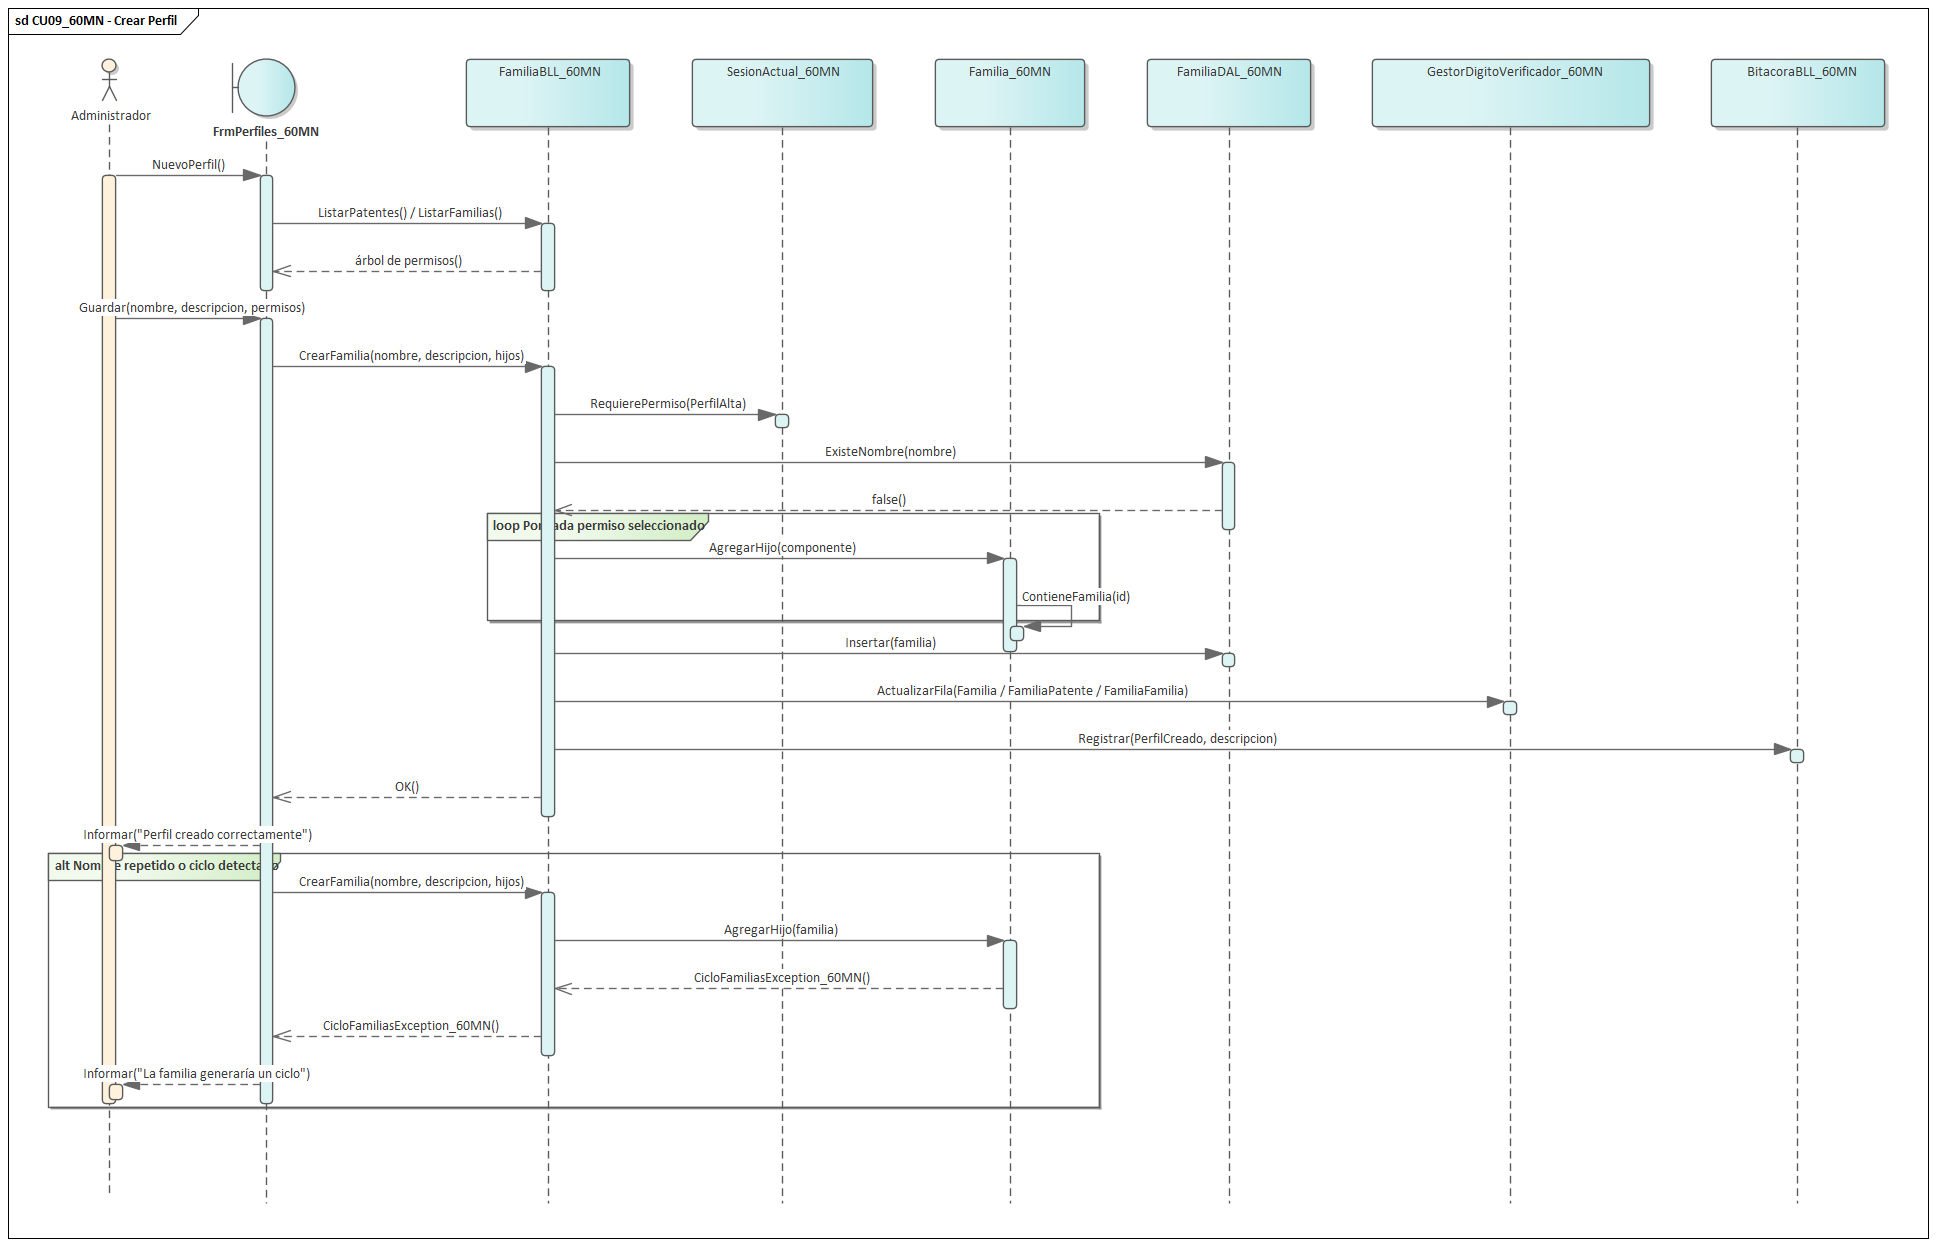 sd CU09_60MN - Crear Perfil
Administrador
FrmPerfiles_60MN
FamiliaBLL_60MN
SesionActual_60MN
Familia_60MN
FamiliaDAL_60MN
GestorDigitoVerificador_60MN
BitacoraBLL_60MN
NuevoPerfil()
ListarPatentes() / ListarFamilias()
árbol de permisos()
Guardar(nombre, descripcion, permisos)
CrearFamilia(nombre, descripcion, hijos)
RequierePermiso(PerfilAlta)
ExisteNombre(nombre)
false()
loop Por cada permiso seleccionado
AgregarHijo(componente)
ContieneFamilia(id)
Insertar(familia)
ActualizarFila(Familia / FamiliaPatente / FamiliaFamilia)
Registrar(PerfilCreado, descripcion)
OK()
Informar("Perfil creado correctamente")
alt Nombre repetido o ciclo detectado
CrearFamilia(nombre, descripcion, hijos)
AgregarHijo(familia)
CicloFamiliasException_60MN()
CicloFamiliasException_60MN()
Informar("La familia generaría un ciclo")